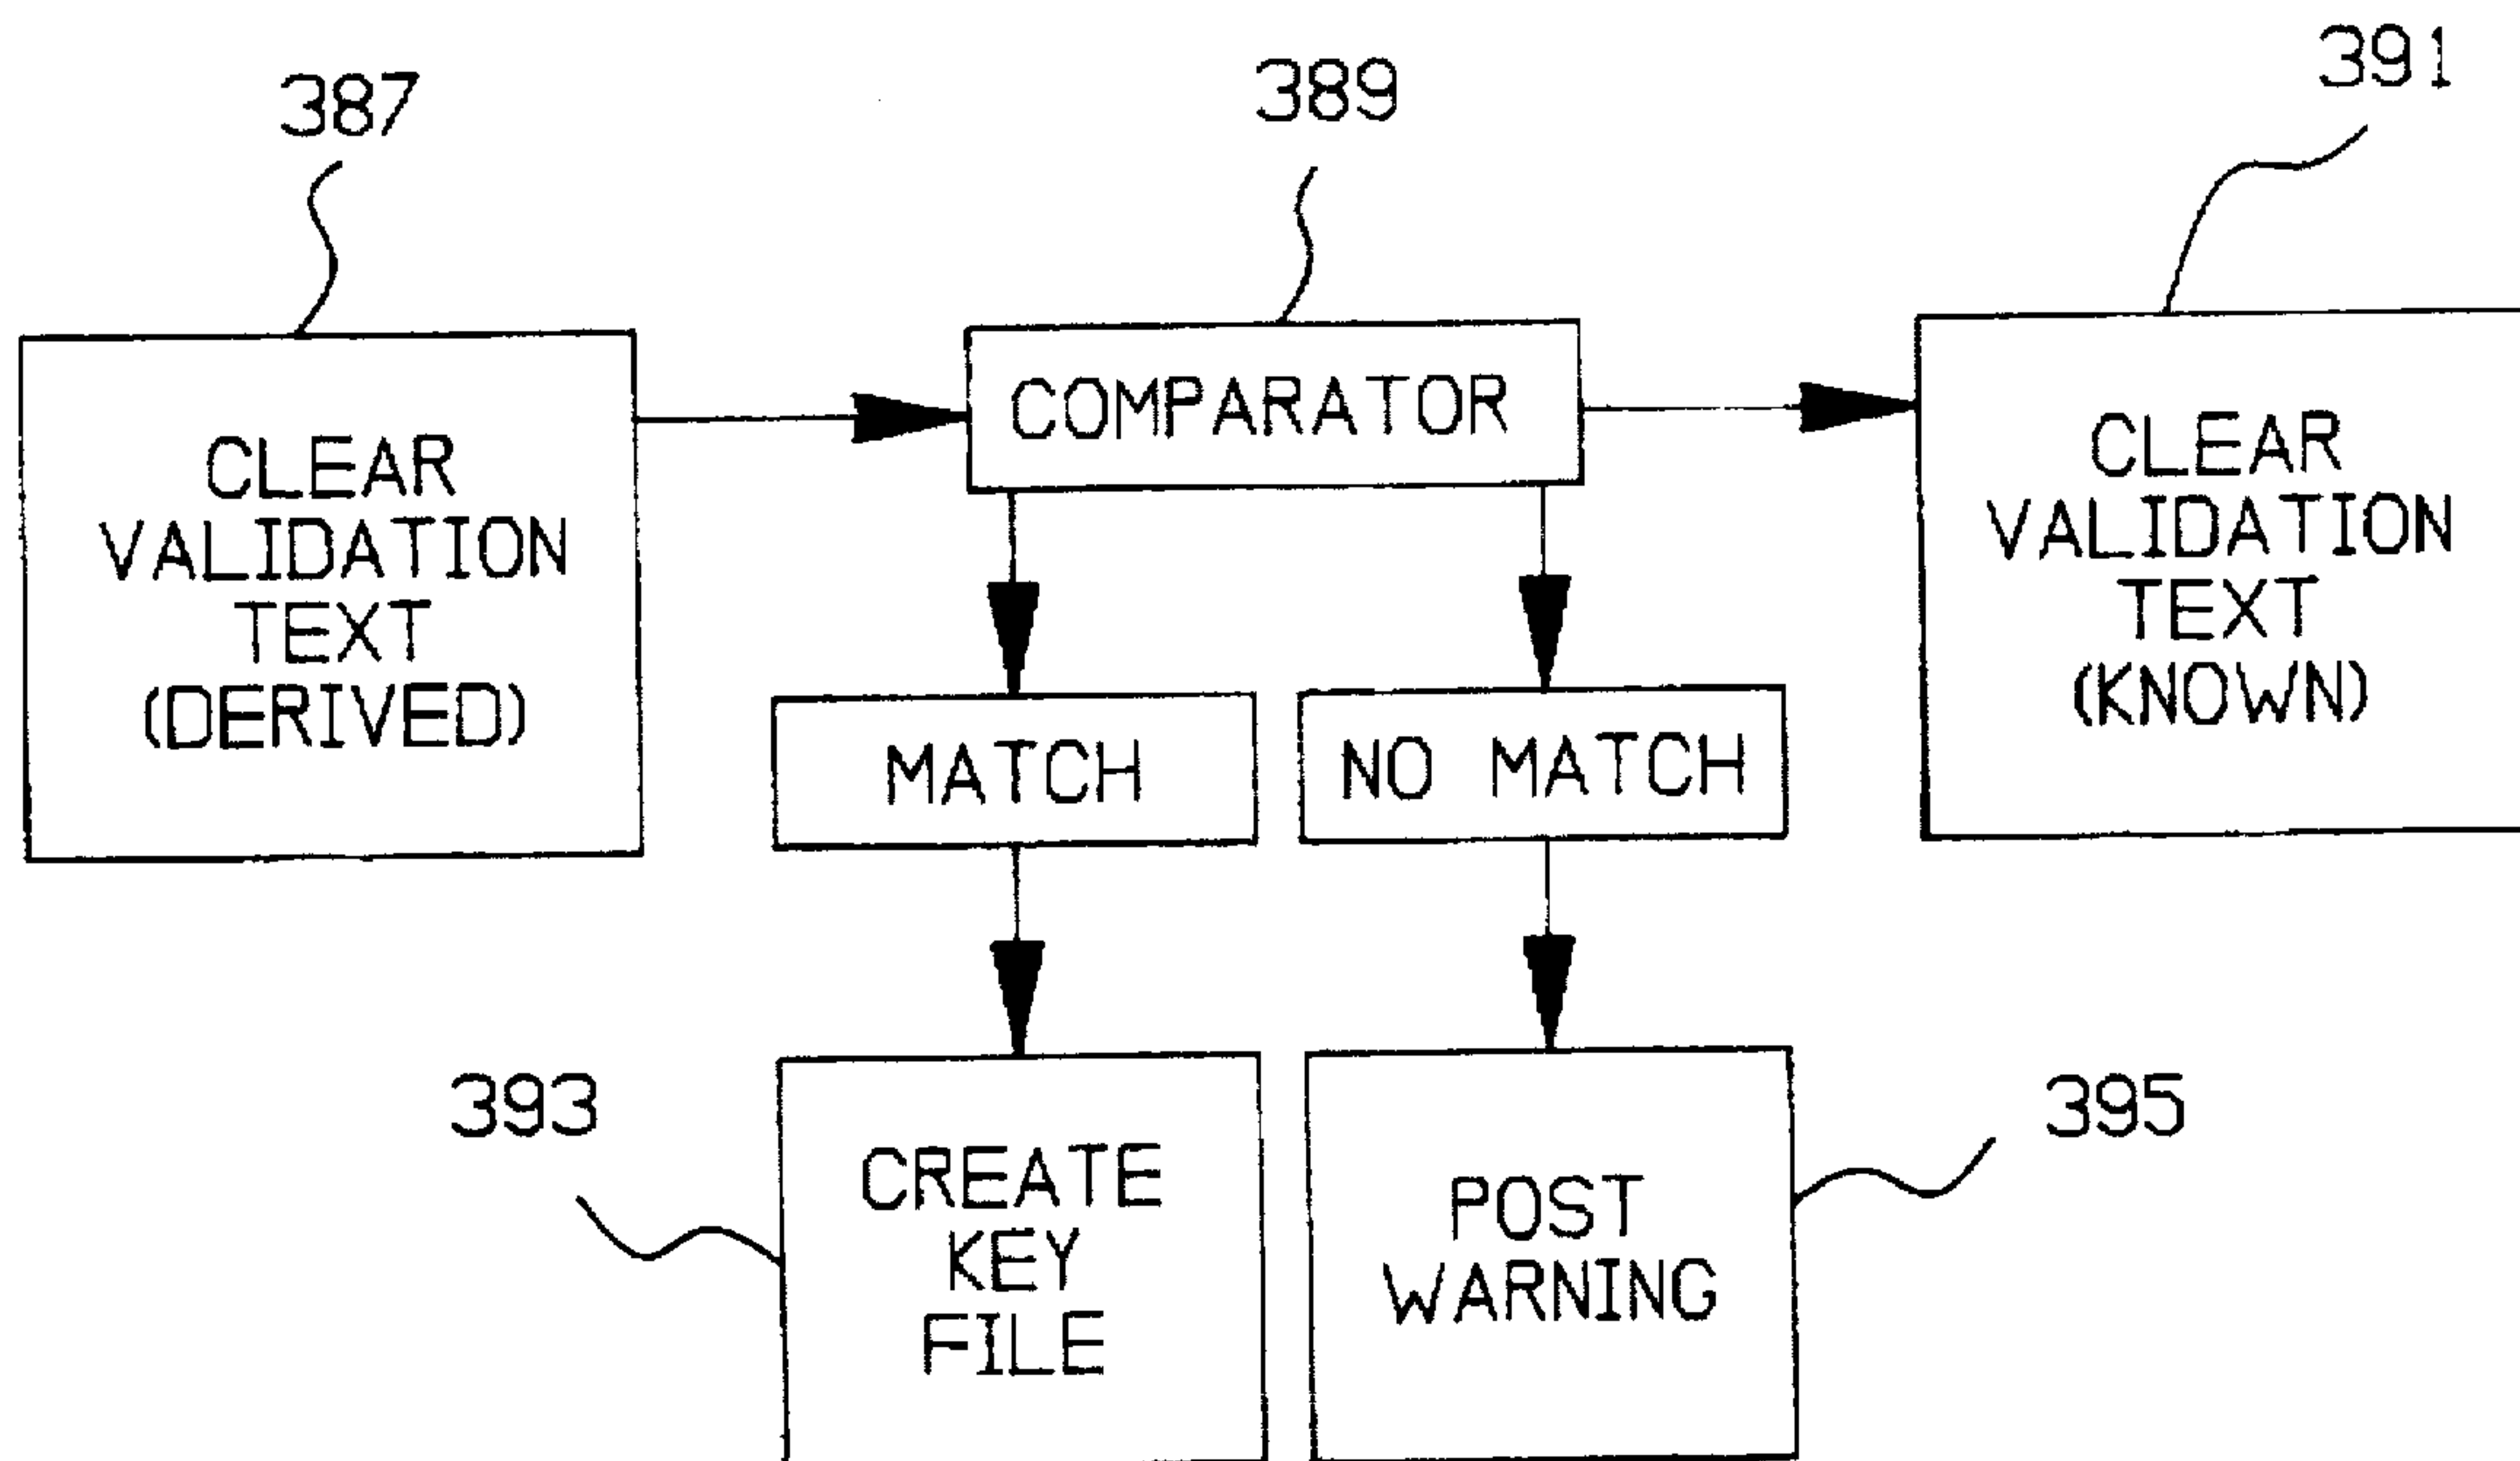 387
389
391
CLEAR
VALIDATION
TEXT
(DERIVED)
COMPARATOR
CLEAR
VALIDATION
TEXT
(KNOWN)
MATCH
NO MATCH
393
CREATE
KEY
FILE
POST
WARNING
395